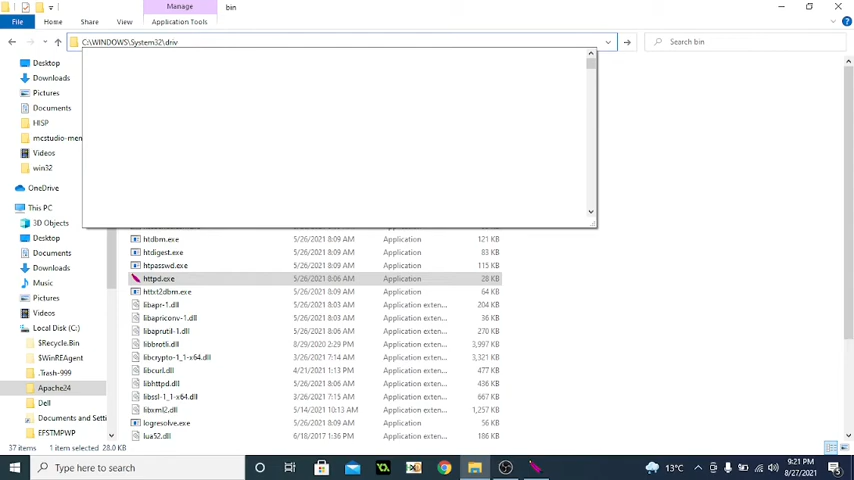 Manage
bin
File
Home
Share
View
Application Tools
C:\WINDOWS\System32\driv
Search bin
Desktop
Downloads
Pictures
Documents
HISP
mcstudio-men
Videos
win32
OneDrive
This PC
3D Objects
Desktop
Documents
Downloads
Music
Pictures
Videos
Local Disk (C:)
$Recycle.Bin
$WinREAgent
.Trash-999
Apache24
Dell
Documents and Setti
EFSTMPWP
htdbm.exe 5/26/2021 8:09 AM Application 121 KB
htdigest.exe 5/26/2021 8:09 AM Application 83 KB
htpasswd.exe 5/26/2021 8:09 AM Application 115 KB
httpd.exe 5/26/2021 8:06 AM Application 28 KB
httxt2dbm.exe 5/26/2021 8:09 AM Application 64 KB
libapr-1.dll 5/26/2021 8:03 AM Application exten... 204 KB
libapriconv-1.dll 5/26/2021 8:03 AM Application exten... 36 KB
libaprutil-1.dll 5/26/2021 8:06 AM Application exten... 270 KB
libbrotli.dll 8/29/2020 2:29 PM Application exten... 3,997 KB
libcrypto-1_1-x64.dll 3/26/2021 7:14 AM Application exten... 3,321 KB
libcurl.dll 4/21/2021 1:13 PM Application exten... 477 KB
libhttpd.dll 5/26/2021 8:06 AM Application exten... 436 KB
libssl-1_1-x64.dll 3/26/2021 7:15 AM Application exten... 667 KB
libxml2.dll 5/14/2021 10:13 AM Application exten... 1,257 KB
logresolve.exe 5/26/2021 8:09 AM Application 56 KB
lua52.dll 6/18/2017 1:36 PM Application exten... 186 KB
37 items 1 item selected 28.0 KB
Type here to search
13°C
9:21 PM
8/27/2021
5